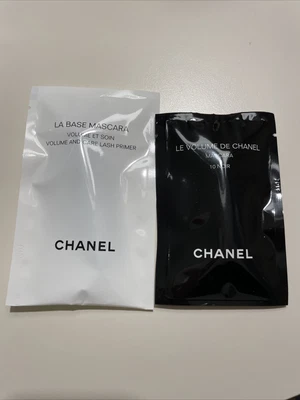 LA BASE MASCARA
VOLUME ET SOIN
VOLUME AND CARE LASH PRIMER
CHANEL
LE VOLUME DE CHANEL
MASCARA
10 NOIR
CHANEL